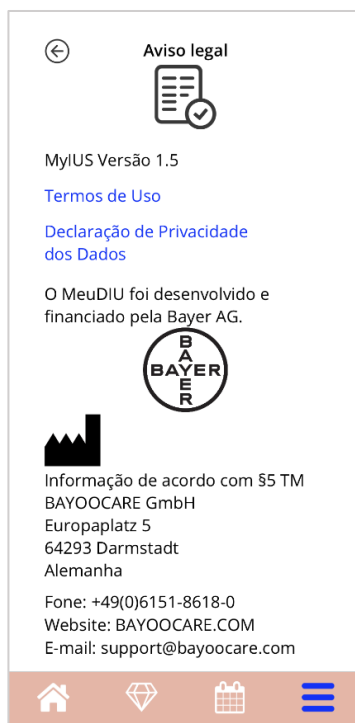 Aviso legal
MyIUS Versão 1.5
Termos de Uso
Declaração de Privacidade
dos Dados
O MeuDIU foi desenvolvido e
financiado pela Bayer AG.
BAYER
BAYER
Informação de acordo com §5 TM
BAYOOCARE GmbH
Europaplatz 5
64293 Darmstadt
Alemanha
Fone: +49(0)6151-8618-0
Website: BAYOOCARE.COM
E-mail: support@bayoocare.com